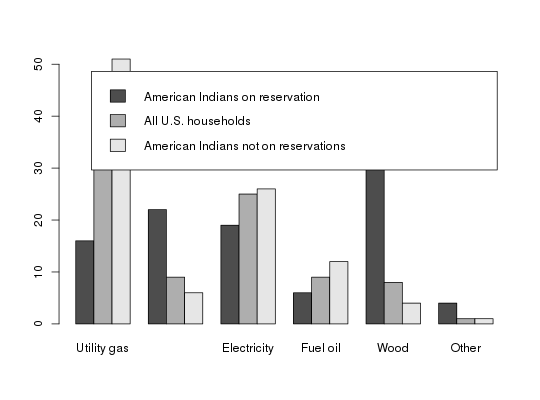 50
40
30
20
10
0
American Indians on reservation
All U.S. households
American Indians not on reservations
Utility gas Electricity Fuel oil Wood Other